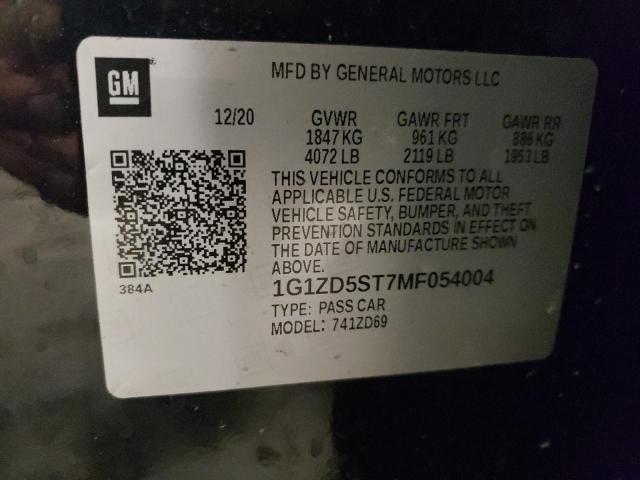 GM
MFD BY GENERAL MOTORS LLC
12/20 GVWR GAWR FRT GAWR RR
1847 KG 961 KG 886 KG
4072 LB 2119 LB 1953 LB
THIS VEHICLE CONFORMS TO ALL
APPLICABLE U.S. FEDERAL MOTOR
VEHICLE SAFETY, BUMPER, AND THEFT
PREVENTION STANDARDS IN EFFECT ON
THE DATE OF MANUFACTURE SHOWN
ABOVE.
384A
1G1ZD5ST7MF054004
TYPE: PASS CAR
MODEL: 741ZD69